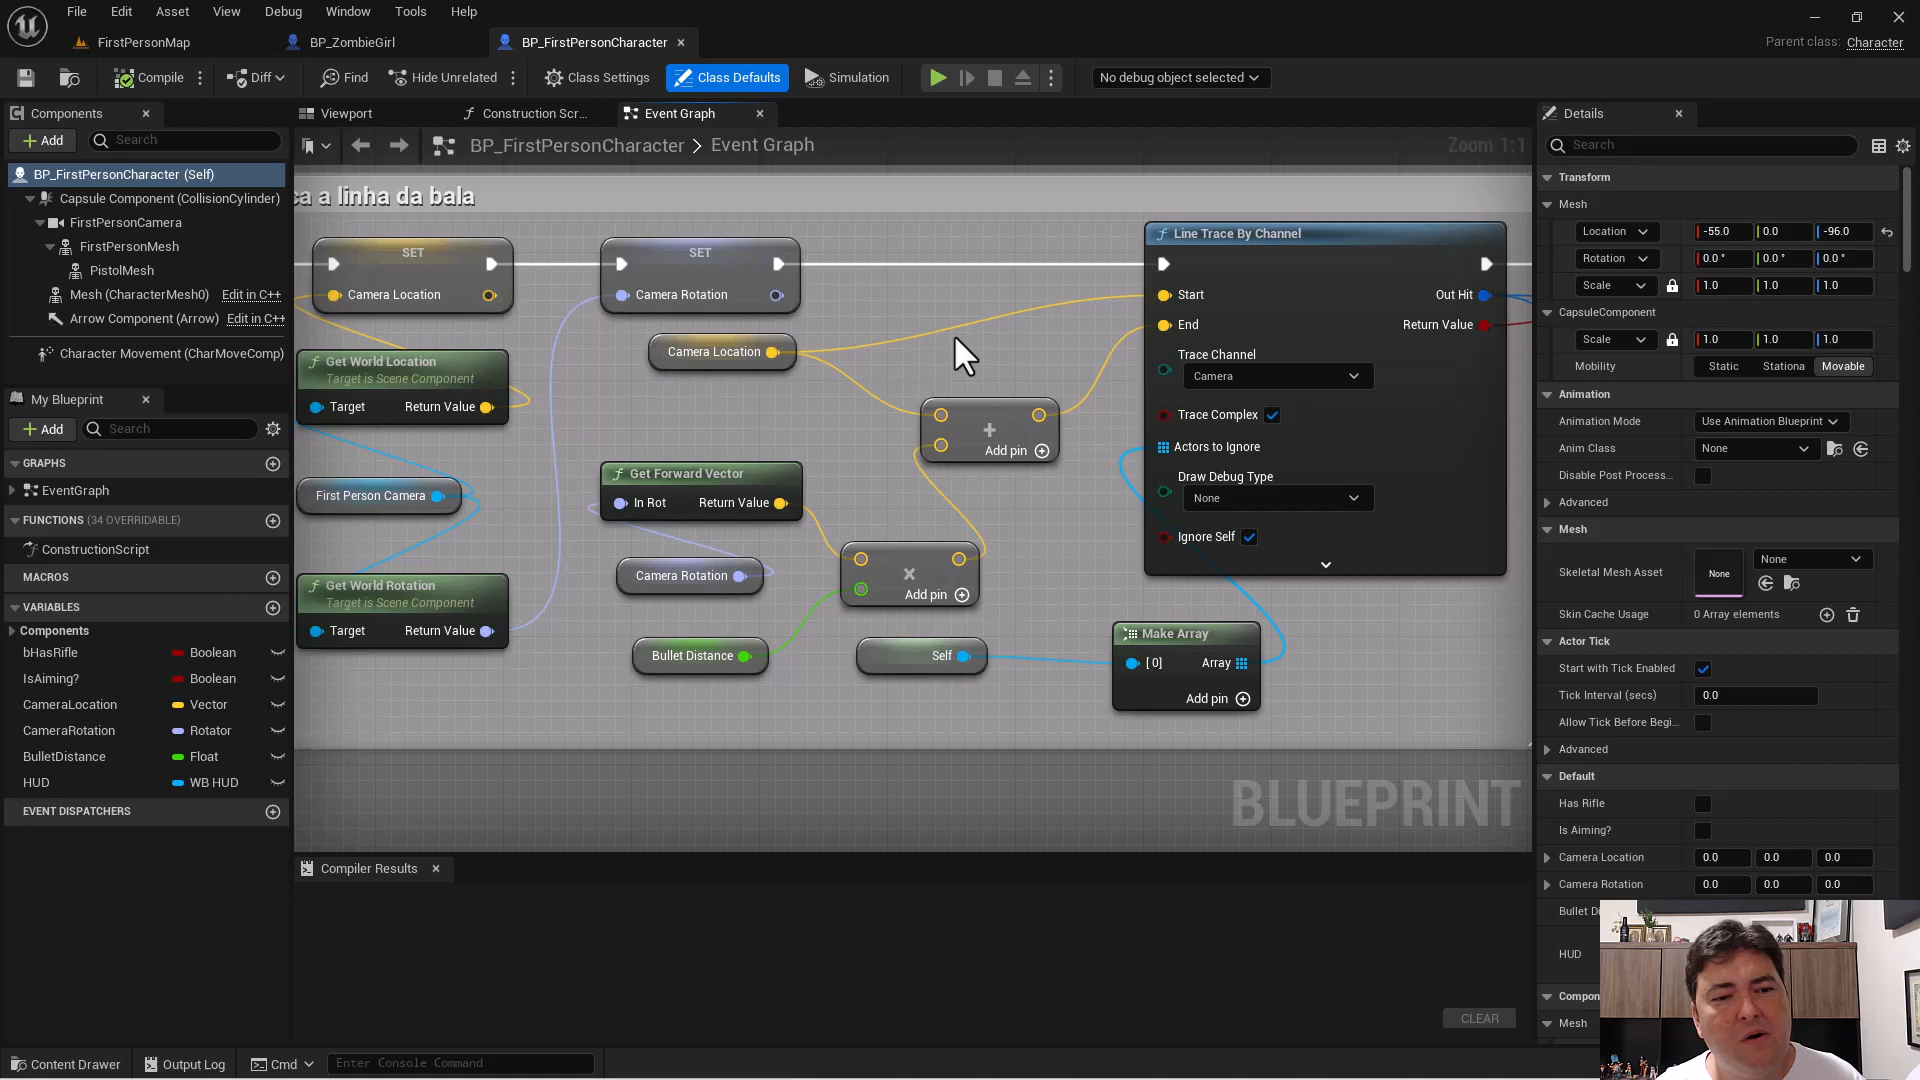 File Edit Asset View Debug Window Tools Help
FirstPersonMap
BP_ZombieGirl
BP_FirstPersonCharacter
Parent class: Character
Compile
Diff
Find
Hide Unrelated
Class Settings
Class Defaults
Simulation
No debug object selected
Components
Add
Search
BP_FirstPersonCharacter (Self)
Capsule Component (CollisionCylinder)
FirstPersonCamera
FirstPersonMesh
PistolMesh
Mesh (CharacterMesh0) Edit in C++
Arrow Component (Arrow) Edit in C++
Character Movement (CharMoveComp)
My Blueprint
Add
Search
GRAPHS
EventGraph
FUNCTIONS (34 OVERRIDABLE)
ConstructionScript
MACROS
VARIABLES
Components
bHasRifle Boolean
IsAiming? Boolean
CameraLocation Vector
CameraRotation Rotator
BulletDistance Float
HUD WB HUD
EVENT DISPATCHERS
Viewport
Construction Scr...
Event Graph
BP_FirstPersonCharacter > Event Graph
Zoom 1:1
ca a linha da bala
SET
Camera Location
SET
Camera Rotation
Camera Location
Get World Location
Target is Scene Component
Target Return Value
First Person Camera
Get World Rotation
Target is Scene Component
Target Return Value
Get Forward Vector
In Rot Return Value
Camera Rotation
Bullet Distance
Add pin
Add pin
Self
Make Array
[0] Array
Add pin
Line Trace By Channel
Start Out Hit
End Return Value
Trace Channel
Camera
Trace Complex
Actors to Ignore
Draw Debug Type
None
Ignore Self
BLUEPRINT
Compiler Results
CLEAR
Details
Search
Transform
Mesh
Location -55.0 0.0 -96.0
Rotation 0.0 ° 0.0 ° 0.0 °
Scale 1.0 1.0 1.0
CapsuleComponent
Scale 1.0 1.0 1.0
Mobility Static Stationa Movable
Animation
Animation Mode Use Animation Blueprint
Anim Class None
Disable Post Process...
Advanced
Mesh
Skeletal Mesh Asset None None
Skin Cache Usage 0 Array elements
Actor Tick
Start with Tick Enabled
Tick Interval (secs) 0.0
Allow Tick Before Begi...
Advanced
Default
Has Rifle
Is Aiming?
Camera Location 0.0 0.0 0.0
Camera Rotation 0.0 0.0 0.0
Bullet Di
HUD
Compon
Mesh
Content Drawer
Output Log
Cmd
Enter Console Command